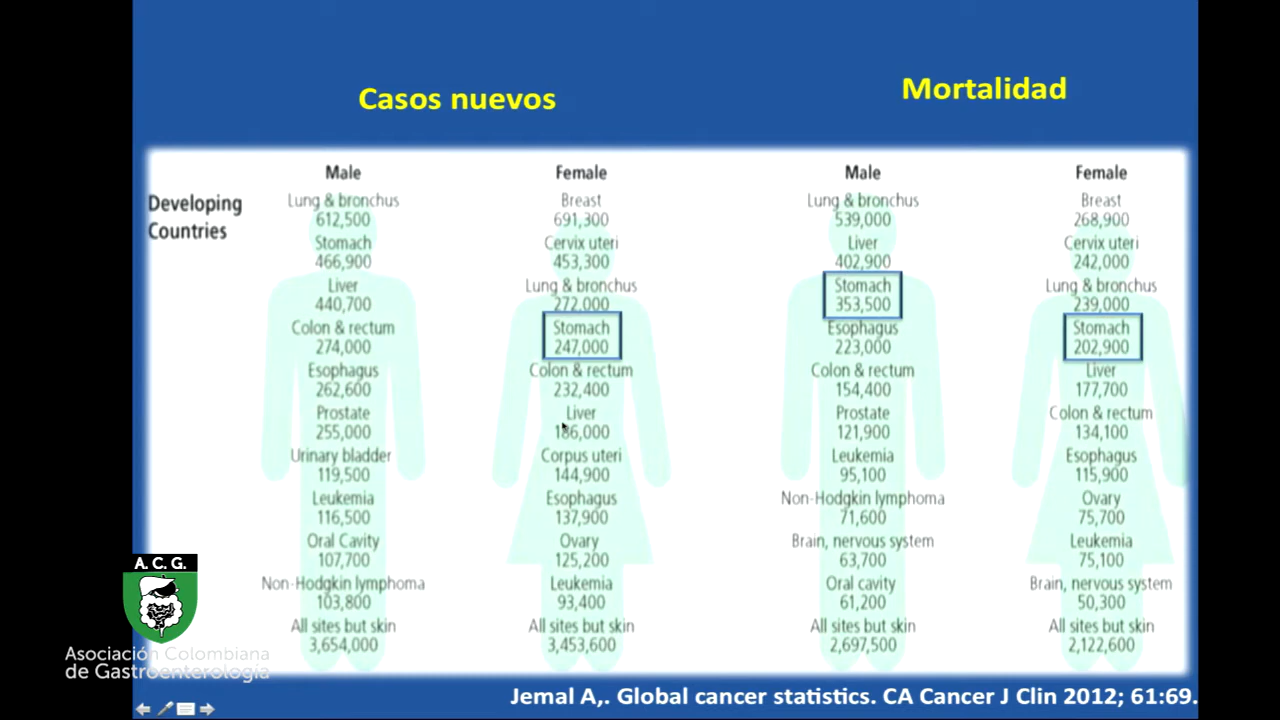 Casos nuevos
Mortalidad
Developing
Countries
Male
Lung & bronchus
612,500
Stomach
466,900
Liver
440,700
Colon & rectum
274,000
Esophagus
262,600
Prostate
255,000
Urinary bladder
119,500
Leukemia
116,500
Oral Cavity
107,700
Non-Hodgkin lymphoma
103,800
All sites but skin
3,654,000
Female
Breast
691,300
Cervix uteri
453,300
Lung & bronchus
272,000
Stomach
247,000
Colon & rectum
232,400
Liver
186,000
Corpus uteri
144,900
Esophagus
137,900
Ovary
125,200
Leukemia
93,400
All sites but skin
3,453,600
Male
Lung & bronchus
539,000
Liver
402,900
Stomach
353,500
Esophagus
223,000
Colon & rectum
154,400
Prostate
121,900
Leukemia
95,100
Non-Hodgkin lymphoma
71,600
Brain, nervous system
63,700
Oral cavity
61,200
All sites but skin
2,697,500
Female
Breast
268,900
Cervix uteri
242,000
Lung & bronchus
239,000
Stomach
202,900
Liver
177,700
Colon & rectum
134,100
Esophagus
115,900
Ovary
75,700
Leukemia
75,100
Brain, nervous system
50,300
All sites but skin
2,122,600
A.C.G.
Asociación Colombiana
de Gastroenterología
Jemal A,. Global cancer statistics. CA Cancer J Clin 2012; 61:69.